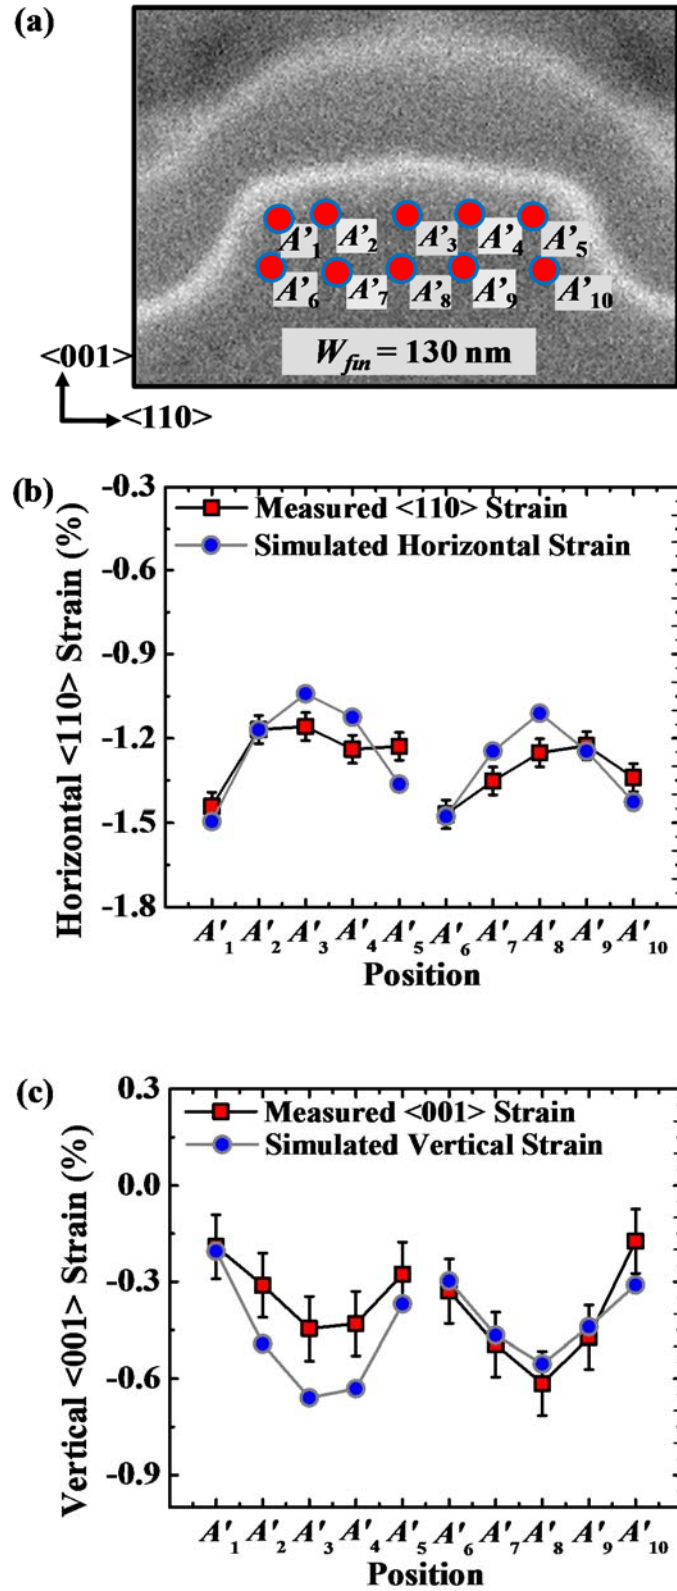 (a)
A'1 A'2 A'3 A'4 A'5
A'6 A'7 A'8 A'9 A'10
Wfin = 130 nm
<001>
<110>
(b)
Horizontal <110> Strain (%)
-0.3
-0.6
-0.9
-1.2
-1.5
-1.8
Measured <110> Strain
Simulated Horizontal Strain
A'1 A'2 A'3 A'4 A'5 A'6 A'7 A'8 A'9 A'10
Position
(c)
Vertical <001> Strain (%)
0.3
0.0
-0.3
-0.6
-0.9
Measured <001> Strain
Simulated Vertical Strain
A'1 A'2 A'3 A'4 A'5 A'6 A'7 A'8 A'9 A'10
Position